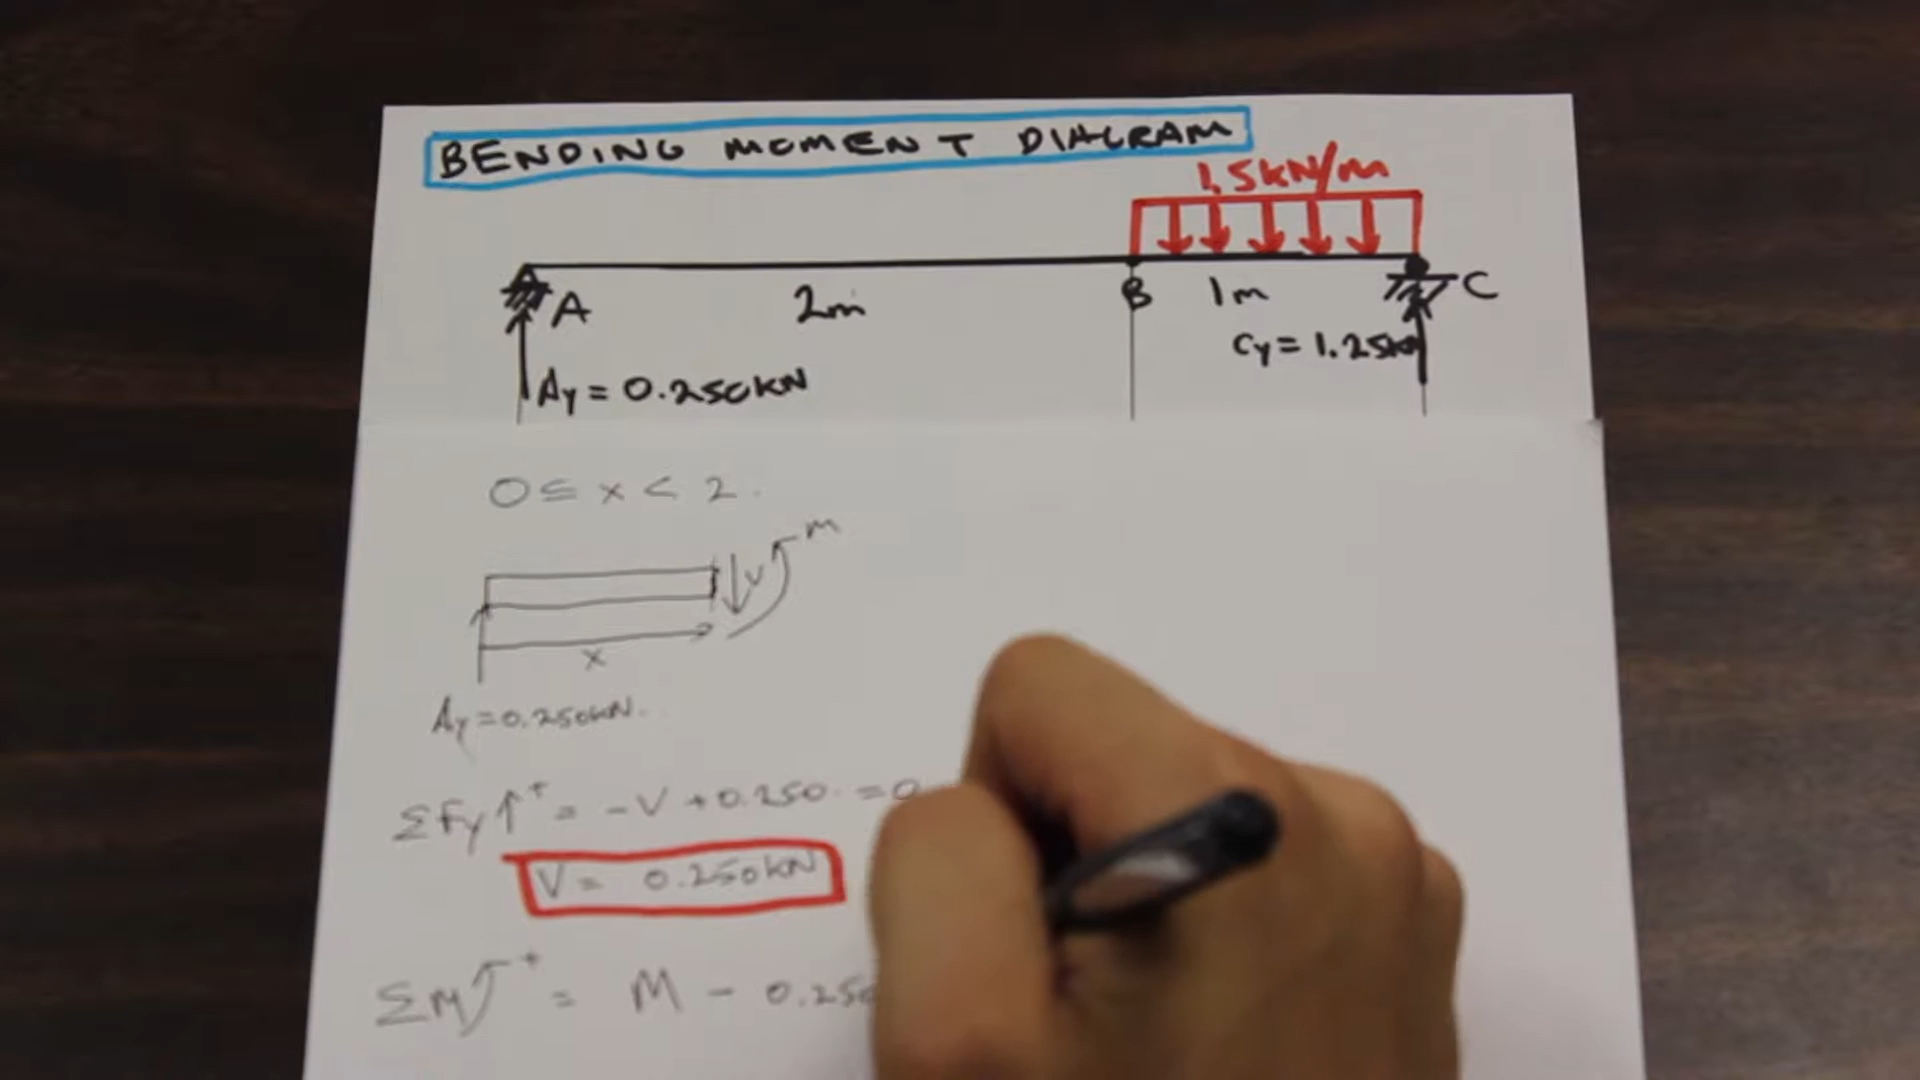 BENDING MOMENT DIAGRAM
1.5kN/m
A 2m B 1m C
Cy = 1.25kN
Ay = 0.250kN
0 ≤ x < 2.
M
V
x
Ay = 0.250kN.
ΣFy↑+ = -V + 0.250 = 0
V = 0.250kN
ΣM+ = M - 0.250